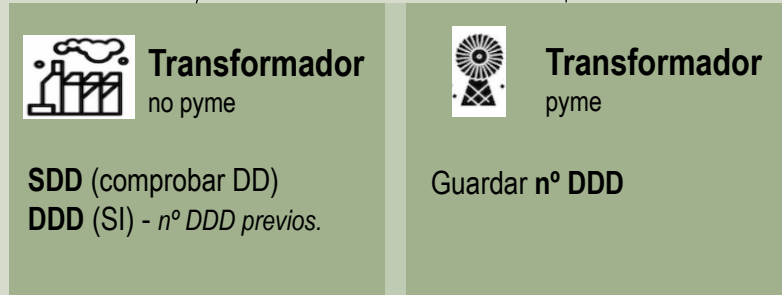 Transformador
no pyme
SDD (comprobar DD)
DDD (SI) - nº DDD previos.
Transformador
pyme
Guardar nº DDD